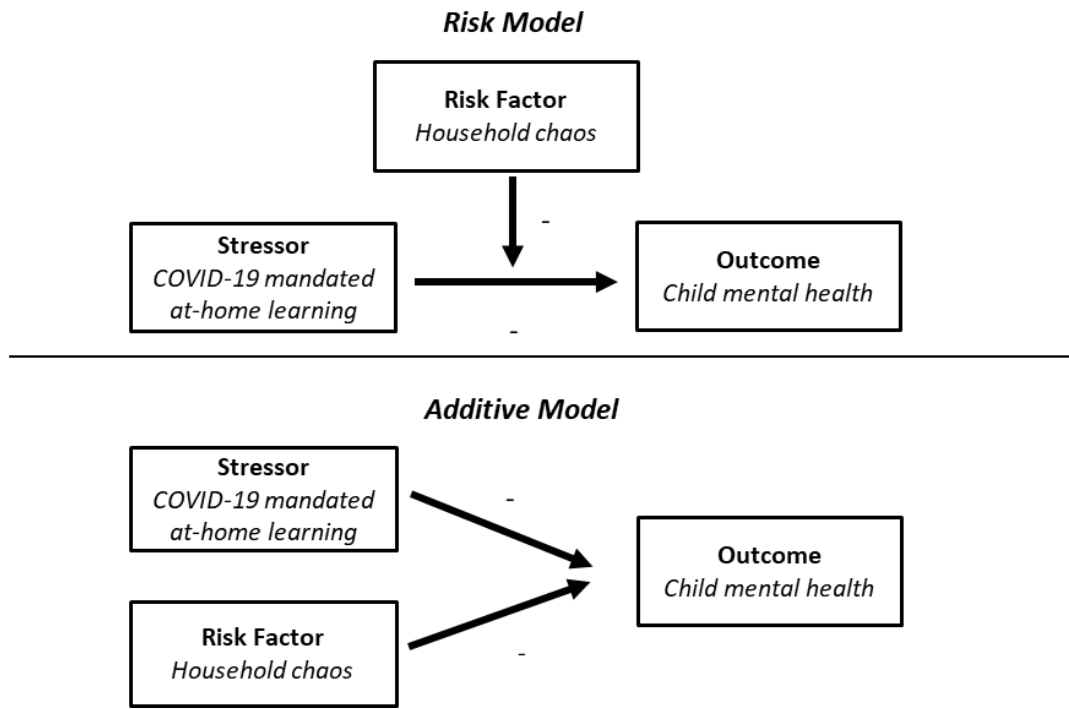 Risk Model
Risk Factor
Household chaos
-
Stressor
COVID-19 mandated
at-home learning
Outcome
Child mental health
-
Additive Model
Stressor
COVID-19 mandated
at-home learning
-
Outcome
Child mental health
Risk Factor
Household chaos
-